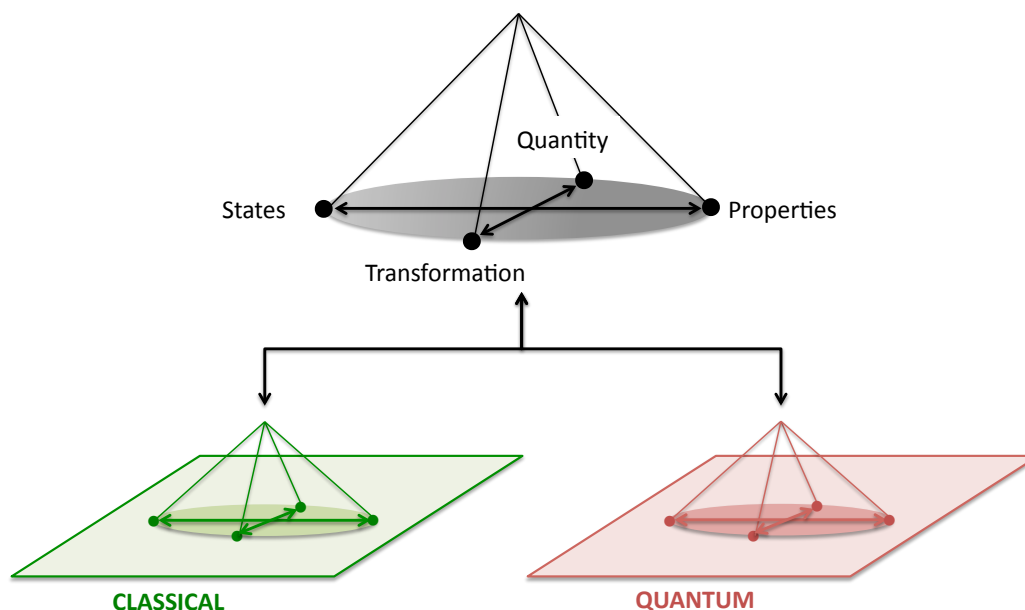 Quantity
States
Properties
Transformation
CLASSICAL
QUANTUM